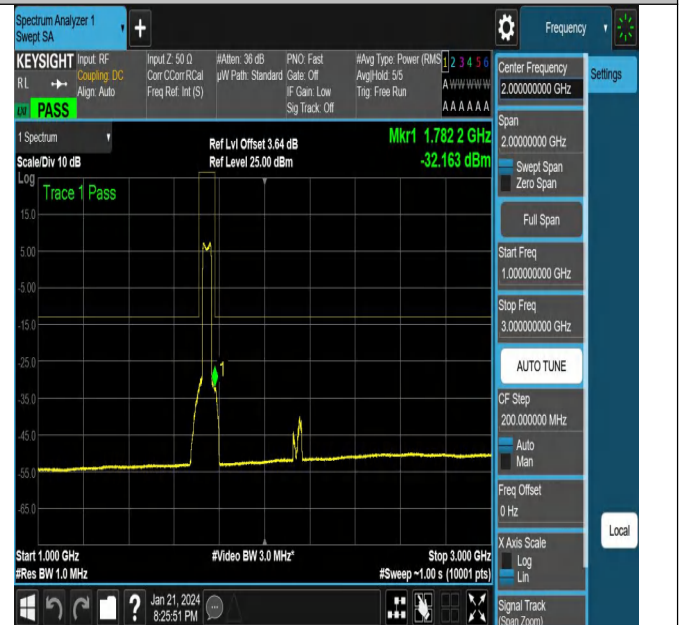 Spectrum Analyzer 1
Swept SA
+
Frequency
KEYSIGHT
RL
LXI PASS
Input: RF
Coupling: DC
Align: Auto
Input Z: 50 Ω
Corr CCorr RCal
Freq Ref: Int (S)
#Atten: 36 dB
µW Path: Standard
PNO: Fast
Gate: Off
IF Gain: Low
Sig Track: Off
#Avg Type: Power (RMS
Avg|Hold: 5/5
Trig: Free Run
1 2 3 4 5 6
A W W W W W
A A A A A A
1 Spectrum
Scale/Div 10 dB
Ref Lvl Offset 3.64 dB
Ref Level 25.00 dBm
Mkr1 1.782 2 GHz
-32.163 dBm
Log
Trace 1 Pass
15.0
5.00
-5.00
-15.0
-25.0
-35.0
-45.0
-55.0
-65.0
1
Start 1.000 GHz
#Res BW 1.0 MHz
#Video BW 3.0 MHz*
Stop 3.000 GHz
#Sweep ~1.00 s (10001 pts)
Center Frequency
2.000000000 GHz
Settings
Span
2.00000000 GHz
Swept Span
Zero Span
Full Span
Start Freq
1.000000000 GHz
Stop Freq
3.000000000 GHz
AUTO TUNE
CF Step
200.000000 MHz
Auto
Man
Freq Offset
0 Hz
X Axis Scale
Log
Lin
Signal Track
(Span Zoom)
Local
?
Jan 21, 2024
8:25:51 PM